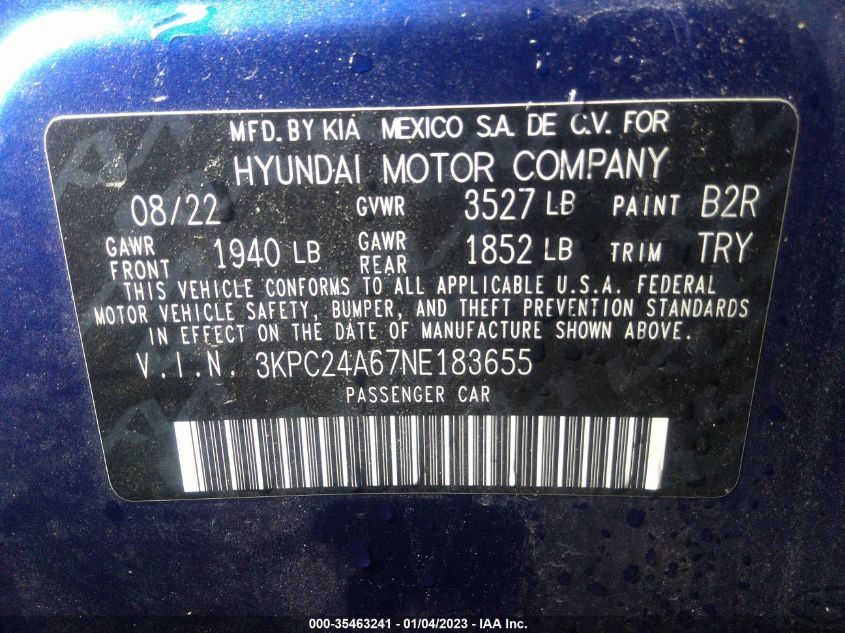 MFD. BY KIA MEXICO S.A. DE C.V. FOR
HYUNDAI MOTOR COMPANY
08/22 GVWR 3527 LB PAINT B2R
GAWR FRONT 1940 LB GAWR REAR 1852 LB TRIM TRY
THIS VEHICLE CONFORMS TO ALL APPLICABLE U.S.A. FEDERAL
MOTOR VEHICLE SAFETY, BUMPER, AND THEFT PREVENTION STANDARDS
IN EFFECT ON THE DATE OF MANUFACTURE SHOWN ABOVE.
V.I.N. 3KPC24A67NE183655
PASSENGER CAR
000-35463241 - 01/04/2023 - IAA Inc.